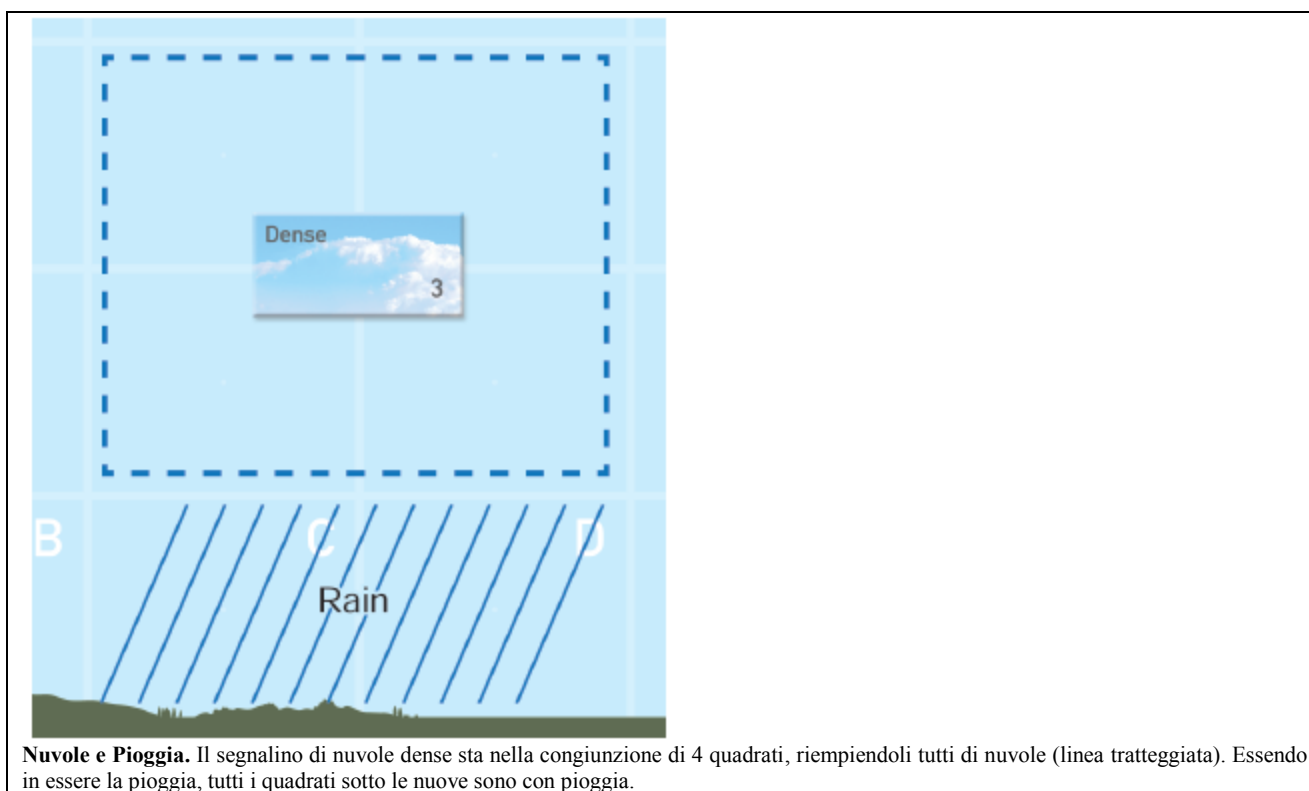 Dense
3
B C D
Rain
Nuvole e Pioggia. Il segnalino di nuvole dense sta nella congiunzione di 4 quadrati, riempiendoli tutti di nuvole (linea tratteggiata). Essendo
in essere la pioggia, tutti i quadrati sotto le nuove sono con pioggia.